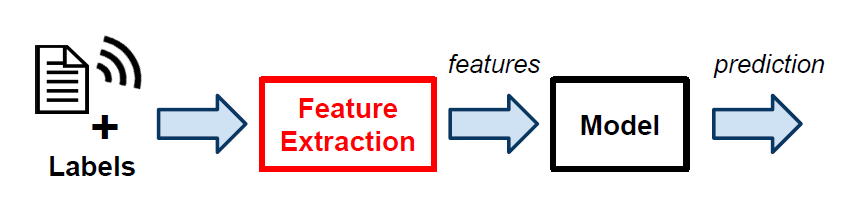 +
Labels
Feature
Extraction
features
Model
prediction